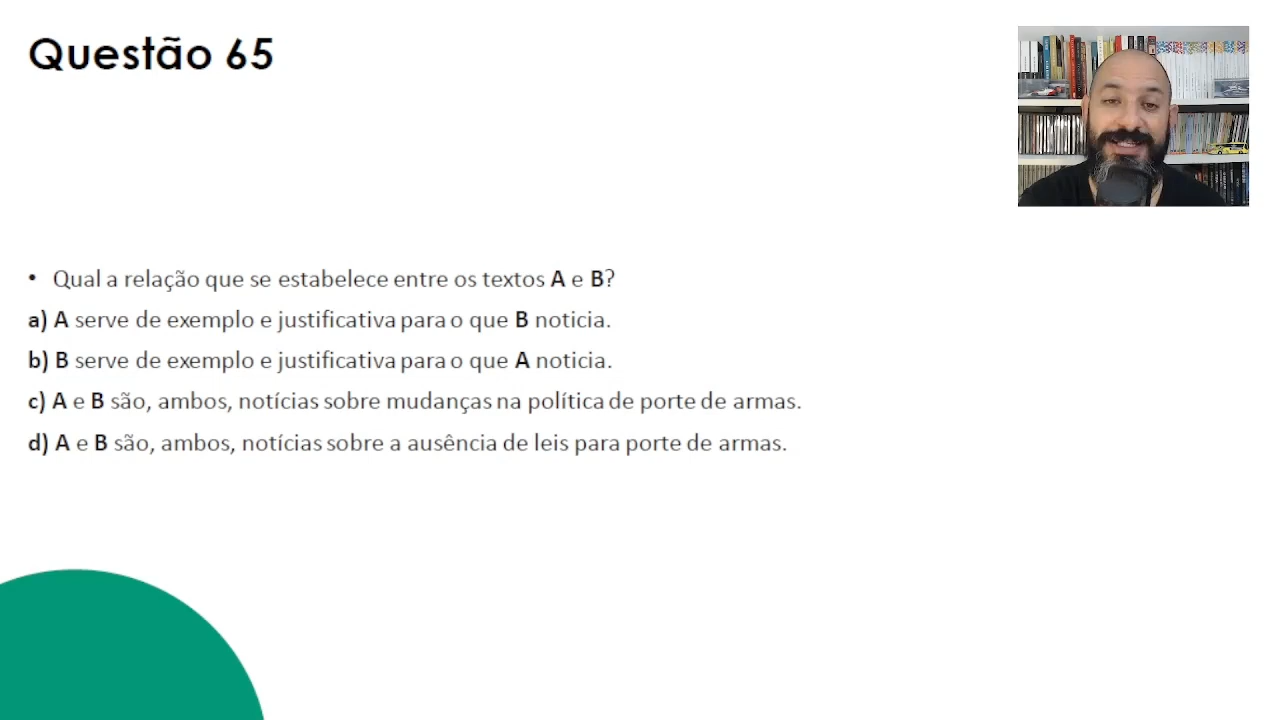 Questão 65
• Qual a relação que se estabelece entre os textos A e B?
a) A serve de exemplo e justificativa para o que B noticia.
b) B serve de exemplo e justificativa para o que A noticia.
c) A e B são, ambos, notícias sobre mudanças na política de porte de armas.
d) A e B são, ambos, notícias sobre a ausência de leis para porte de armas.